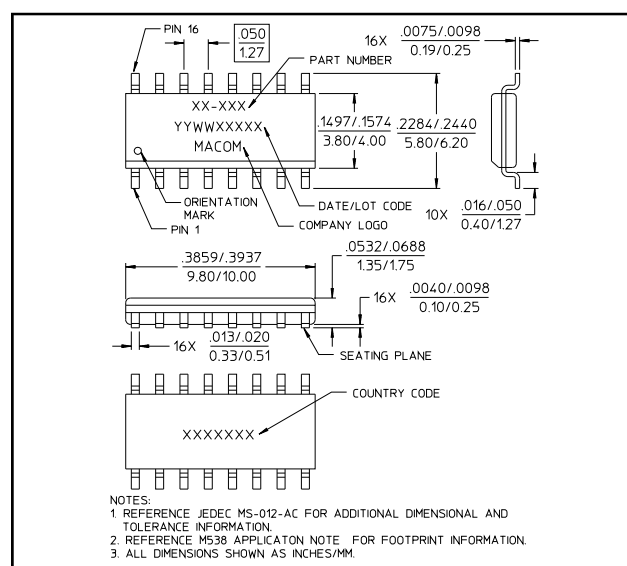 PIN 16
.050
1.27
PART NUMBER
16X .0075/.0098
0.19/0.25
XX-XXX
YYWWXXXXX
MACOM
.1497/.1574
3.80/4.00
.2284/.2440
5.80/6.20
ORIENTATION
MARK
PIN 1
DATE/LOT CODE
COMPANY LOGO
10X .016/.050
0.40/1.27
.3859/.3937
9.80/10.00
.0532/.0688
1.35/1.75
16X .0040/.0098
0.10/0.25
16X .013/.020
0.33/0.51
SEATING PLANE
COUNTRY CODE
XXXXXXX
NOTES:
1. REFERENCE JEDEC MS-012-AC FOR ADDITIONAL DIMENSIONAL AND
TOLERANCE INFORMATION.
2. REFERENCE M538 APPLICATON NOTE FOR FOOTPRINT INFORMATION.
3. ALL DIMENSIONS SHOWN AS INCHES/MM.